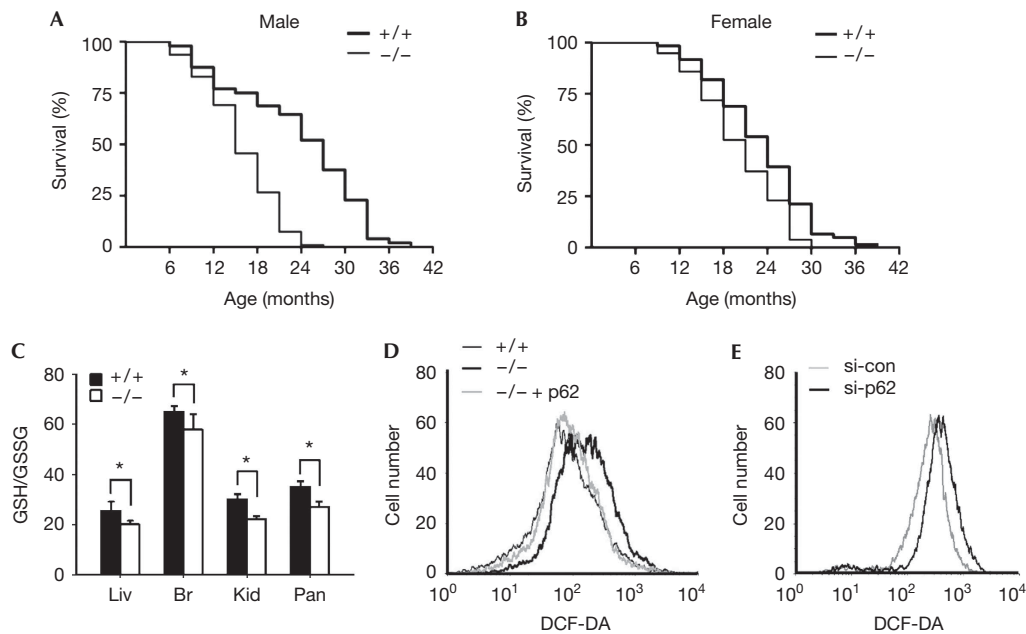 A Male
+/+
−/−
Survival (%)
100
75
50
25
0
6 12 18 24 30 36 42
Age (months)
B Female
+/+
−/−
Survival (%)
100
75
50
25
0
6 12 18 24 30 36 42
Age (months)
C
+/+
−/−
GSH/GSSG
80
60
40
20
0
* * * *
Liv Br Kid Pan
D
+/+
−/−
−/− + p62
Cell number
80
60
40
20
0
10^0 10^1 10^2 10^3 10^4
DCF-DA
E
si-con
si-p62
Cell number
80
60
40
20
0
10^0 10^1 10^2 10^3 10^4
DCF-DA